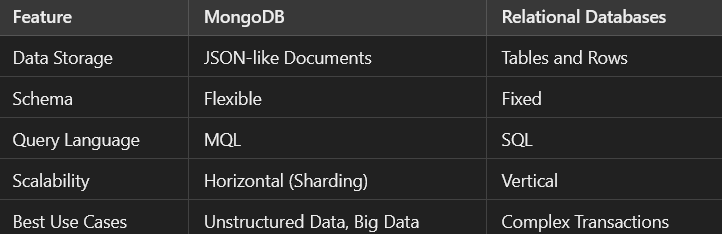 Feature MongoDB Relational Databases
Data Storage JSON-like Documents Tables and Rows
Schema Flexible Fixed
Query Language MQL SQL
Scalability Horizontal (Sharding) Vertical
Best Use Cases Unstructured Data, Big Data Complex Transactions